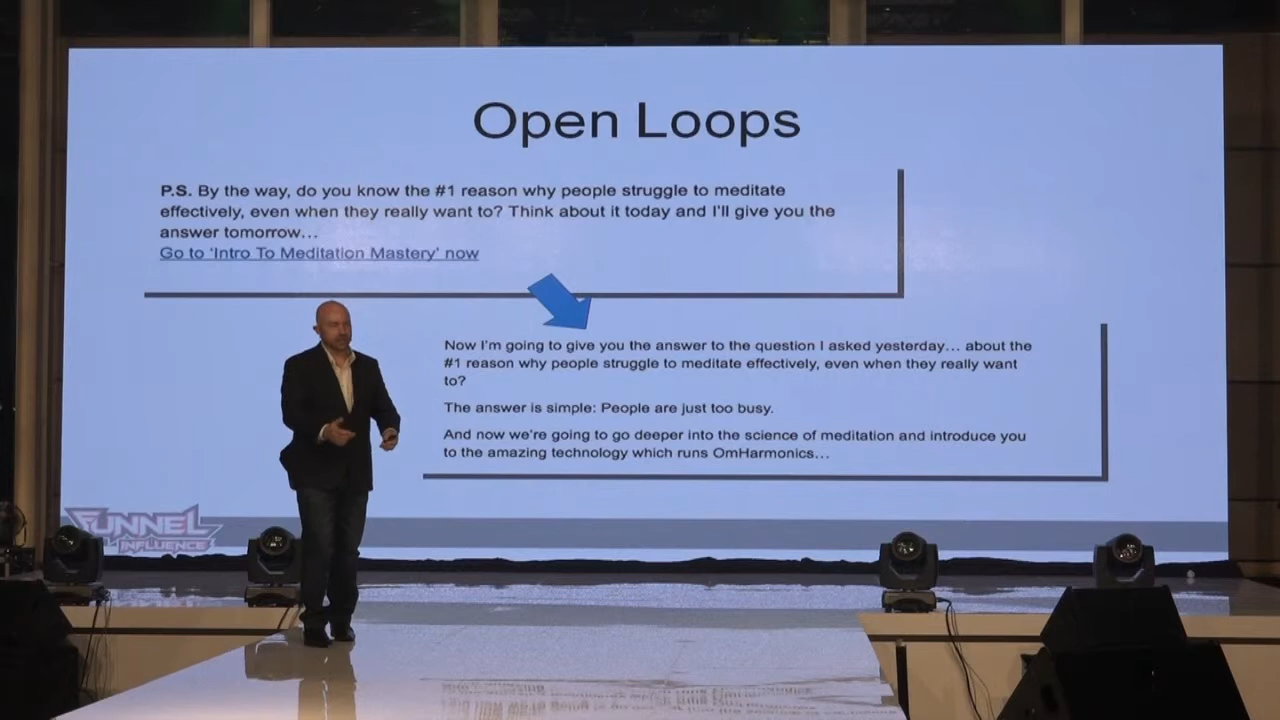 Open Loops
P.S. By the way, do you know the #1 reason why people struggle to meditate
effectively, even when they really want to? Think about it today and I'll give you the
answer tomorrow…
Go to 'Intro To Meditation Mastery' now
Now I'm going to give you the answer to the question I asked yesterday… about the
#1 reason why people struggle to meditate effectively, even when they really want
to?
The answer is simple: People are just too busy.
And now we're going to go deeper into the science of meditation and introduce you
to the amazing technology which runs OmHarmonics…
FUNNEL
INFLUENCE